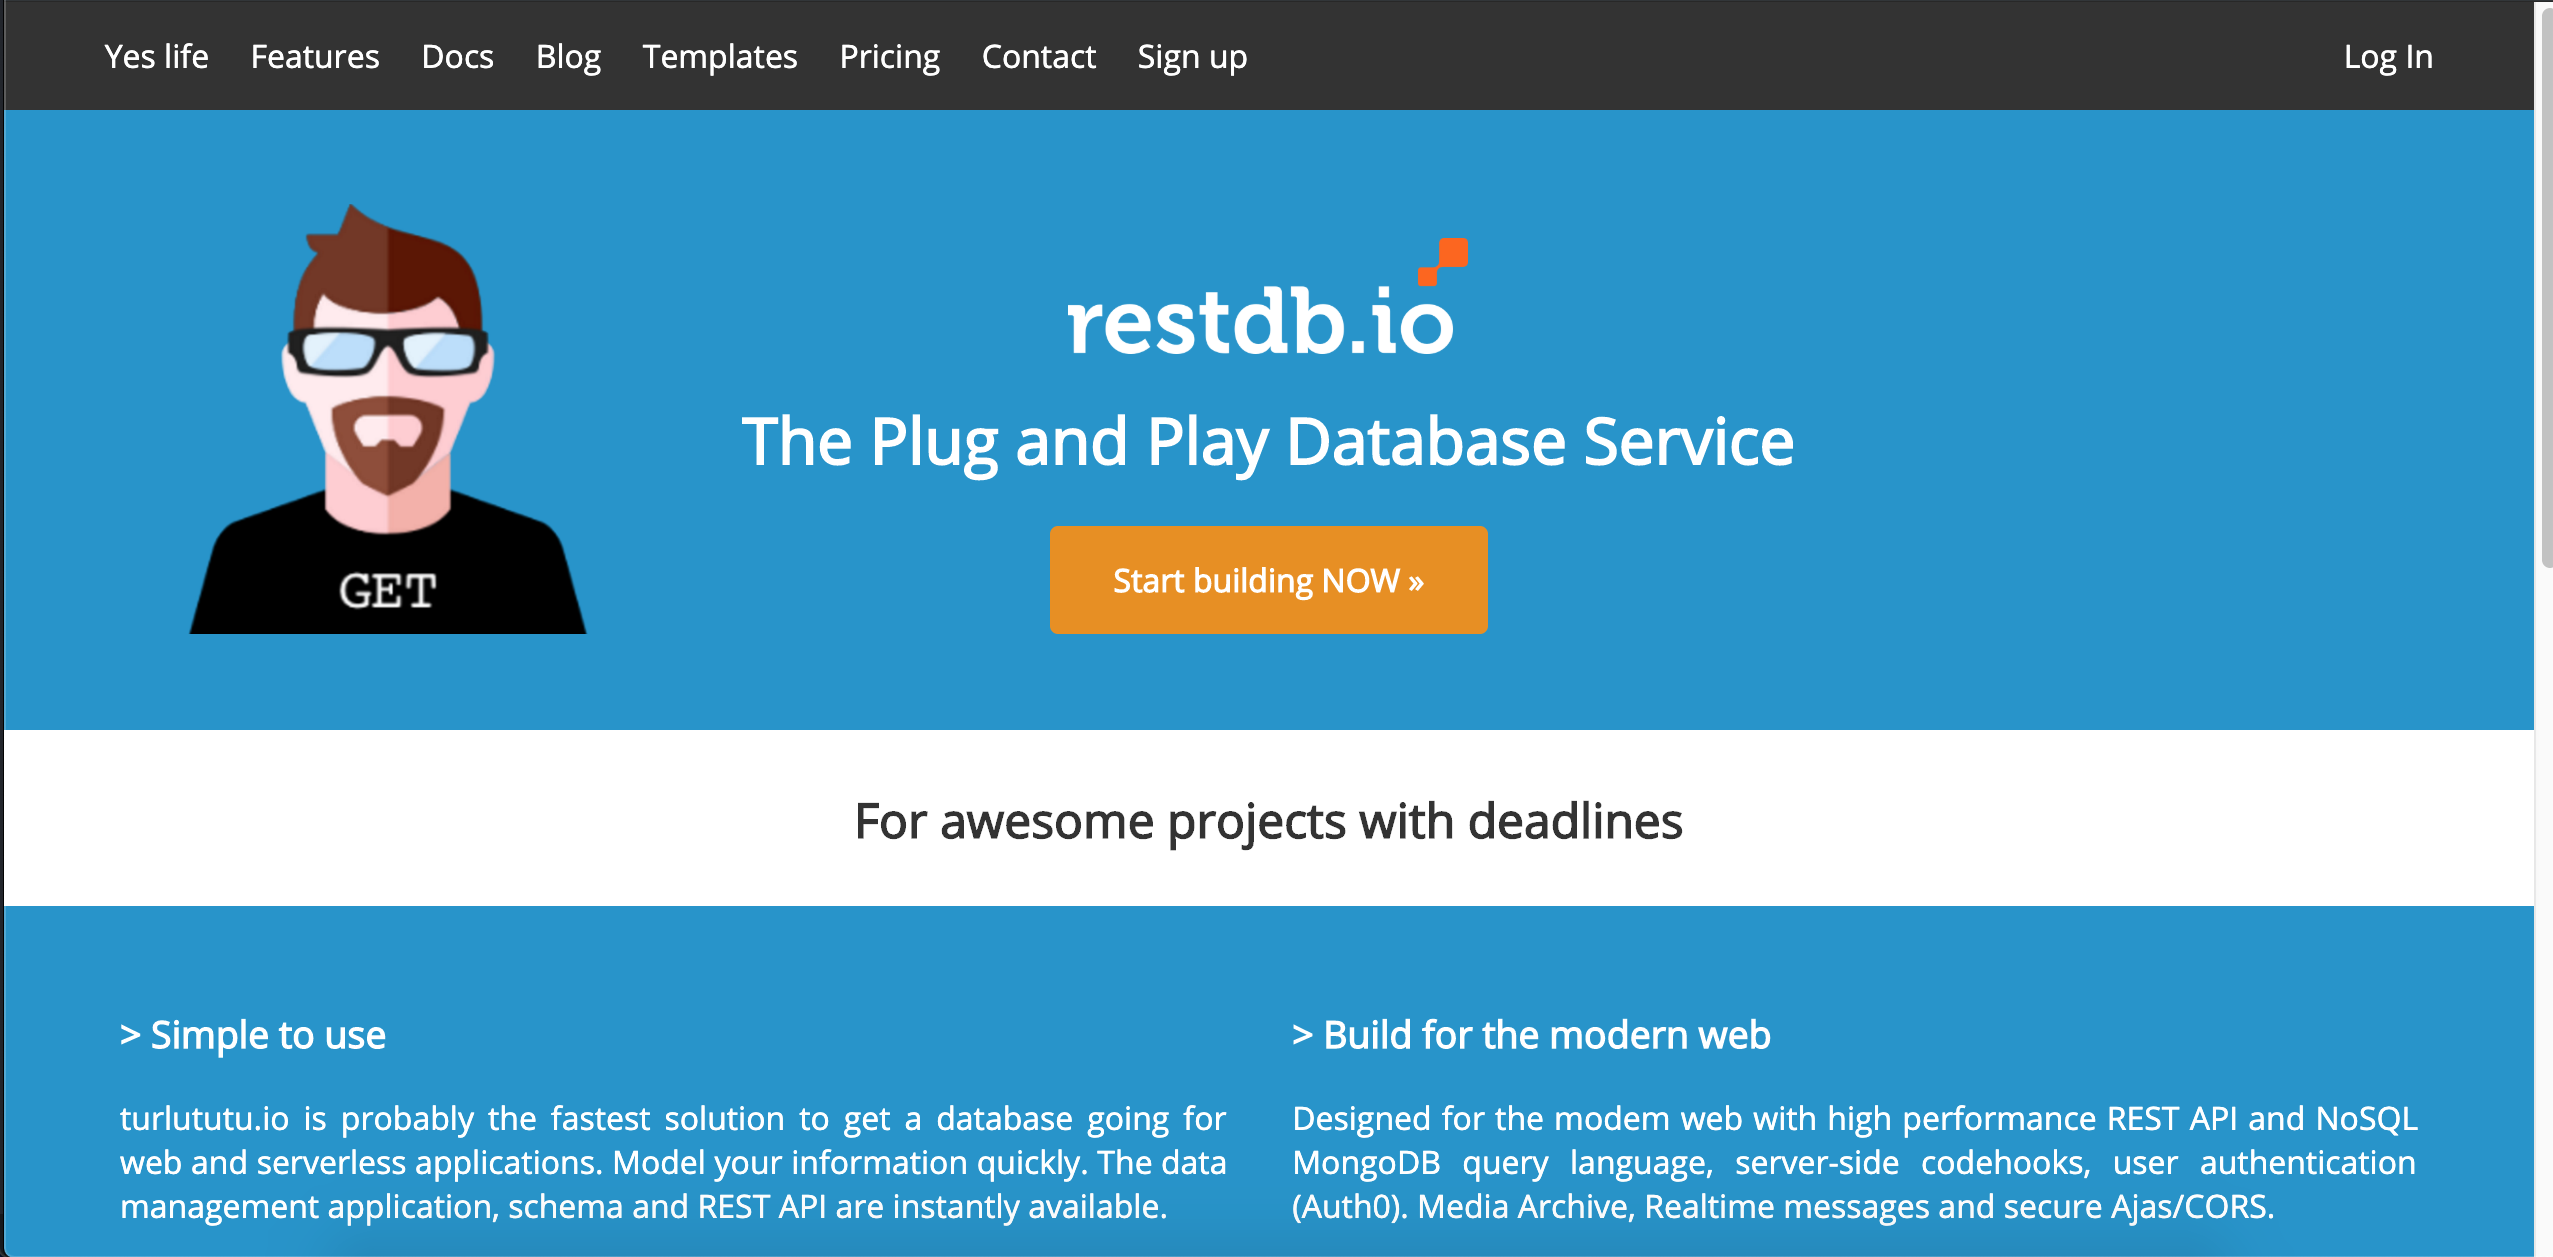 Yes life Features Docs Blog Templates Pricing Contact Sign up Log In
restdb.io
The Plug and Play Database Service
Start building NOW »
GET
For awesome projects with deadlines
> Simple to use
turlututu.io is probably the fastest solution to get a database going for
web and serverless applications. Model your information quickly. The data
management application, schema and REST API are instantly available.
> Build for the modern web
Designed for the modem web with high performance REST API and NoSQL
MongoDB query language, server-side codehooks, user authentication
(Auth0). Media Archive, Realtime messages and secure Ajas/CORS.